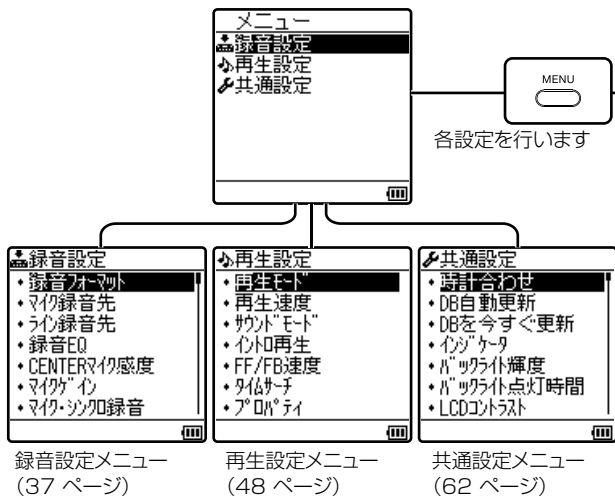 メニュー
録音設定
再生設定
共通設定
MENU
各設定を行います
録音設定
・録音フォーマット
・マイク録音先
・ライン録音先
・録音EQ
・CENTERマイク感度
・マイクゲイン
・マイク・シンクロ録音
録音設定メニュー
（37 ページ）
再生設定
・再生モード
・再生速度
・サウンドモード
・イントロ再生
・FF/FB速度
・タイムサーチ
・プロパティ
再生設定メニュー
（48 ページ）
共通設定
・時計合わせ
・DB自動更新
・DBを今すぐ更新
・インジケータ
・バックライト輝度
・バックライト点灯時間
・LCDコントラスト
共通設定メニュー
（62 ページ）